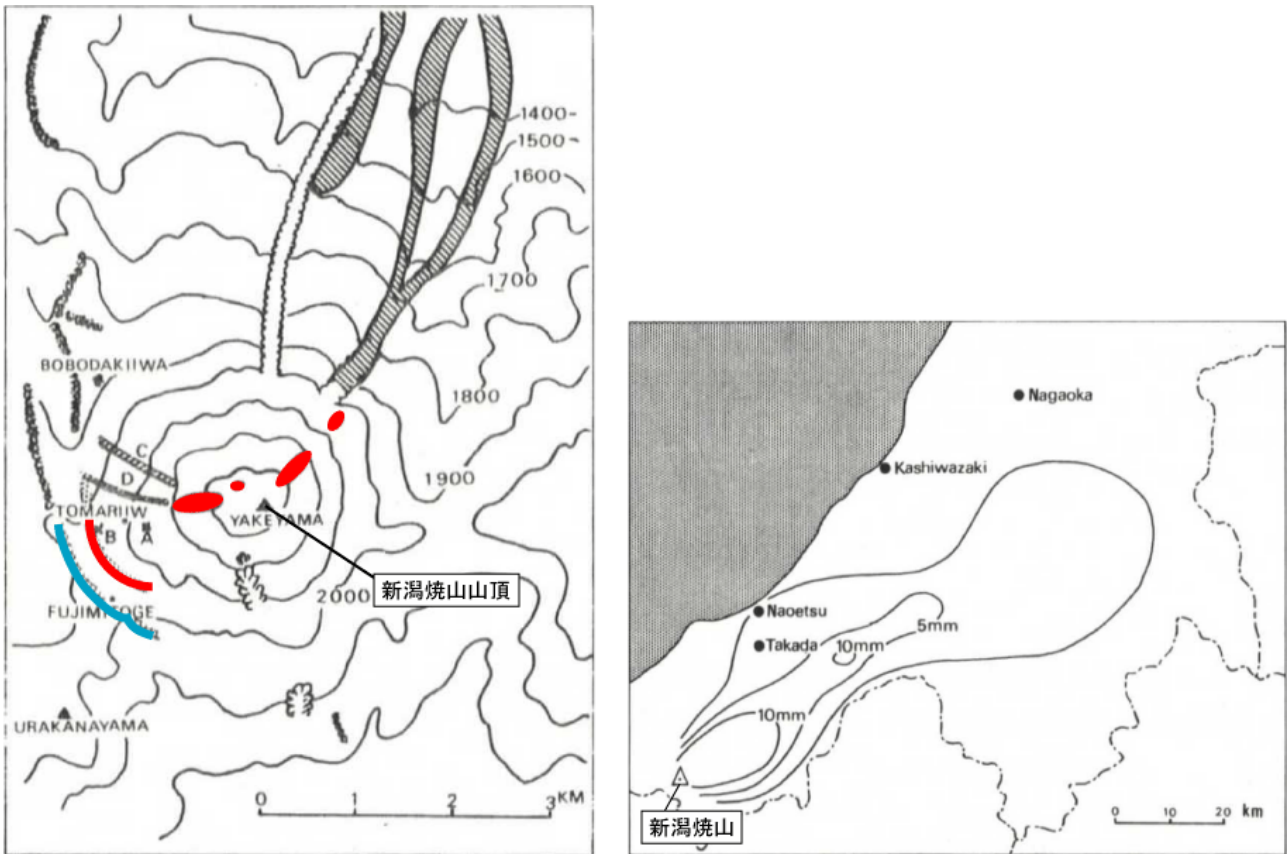 1400
1500
1600
1700
1800
1900
2000
BOBODAKIIWA
C
D
TOMARIIW
B
A
YAKEYAMA
新潟焼山山頂
FUJIMITOGE
URAKANAYAMA
0 1 2 3 KM
Nagaoka
Kashiwazaki
Naoetsu
Takada
5mm
10mm
10mm
新潟焼山
0 10 20 km